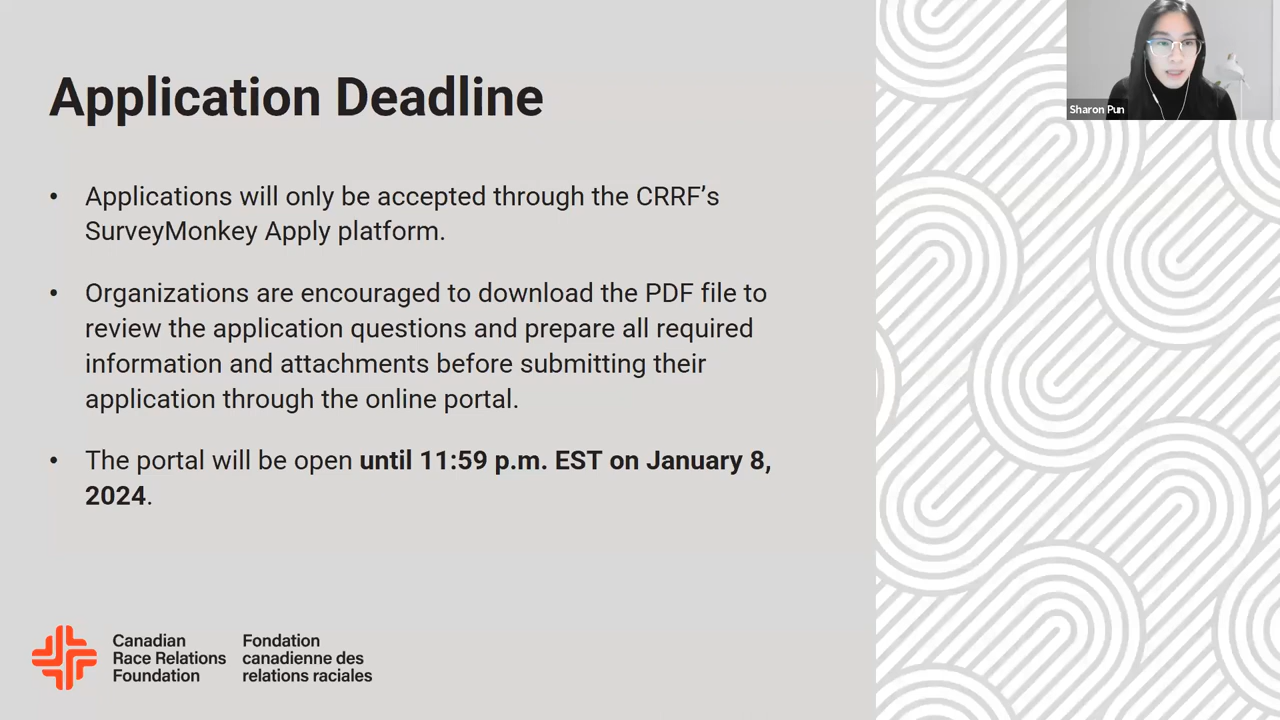 Application Deadline
• Applications will only be accepted through the CRRF’s
SurveyMonkey Apply platform.
• Organizations are encouraged to download the PDF file to
review the application questions and prepare all required
information and attachments before submitting their
application through the online portal.
• The portal will be open until 11:59 p.m. EST on January 8,
2024.
Canadian
Race Relations
Foundation
Fondation
canadienne des
relations raciales
Sharon Pun